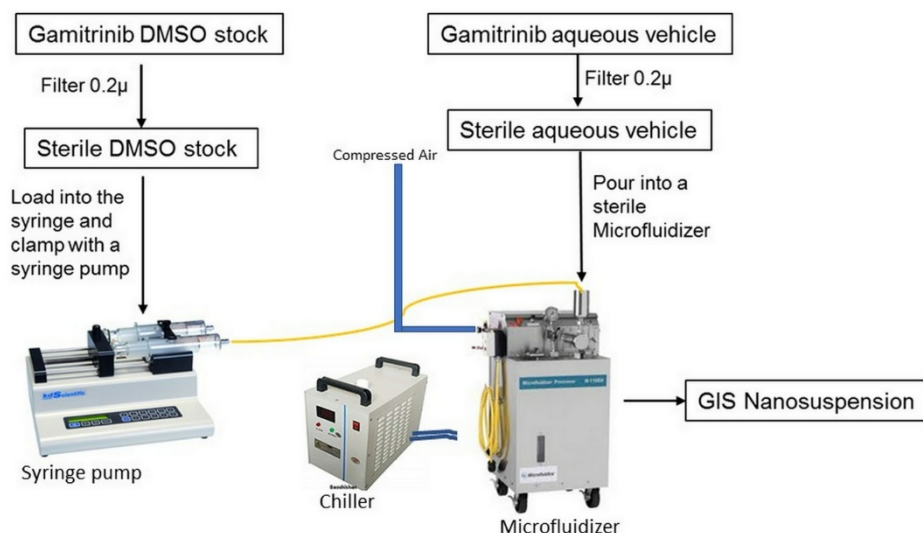 Gamitrinib DMSO stock
Filter 0.2µ
Sterile DMSO stock
Load into the
syringe and
clamp with a
syringe pump
Syringe pump
Gamitrinib aqueous vehicle
Filter 0.2µ
Sterile aqueous vehicle
Compressed Air
Pour into a
sterile
Microfluidizer
Chiller
Microfluidizer
GIS Nanosuspension